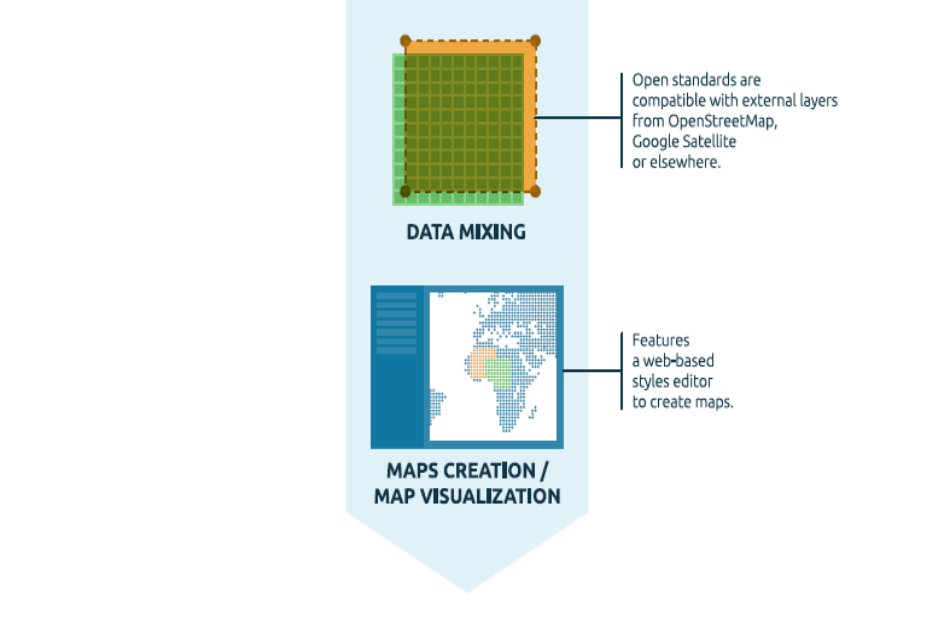 Open standards are
compatible with external layers
from OpenStreetMap,
Google Satellite
or elsewhere.
DATA MIXING
Features
a web-based
styles editor
to create maps.
MAPS CREATION /
MAP VISUALIZATION